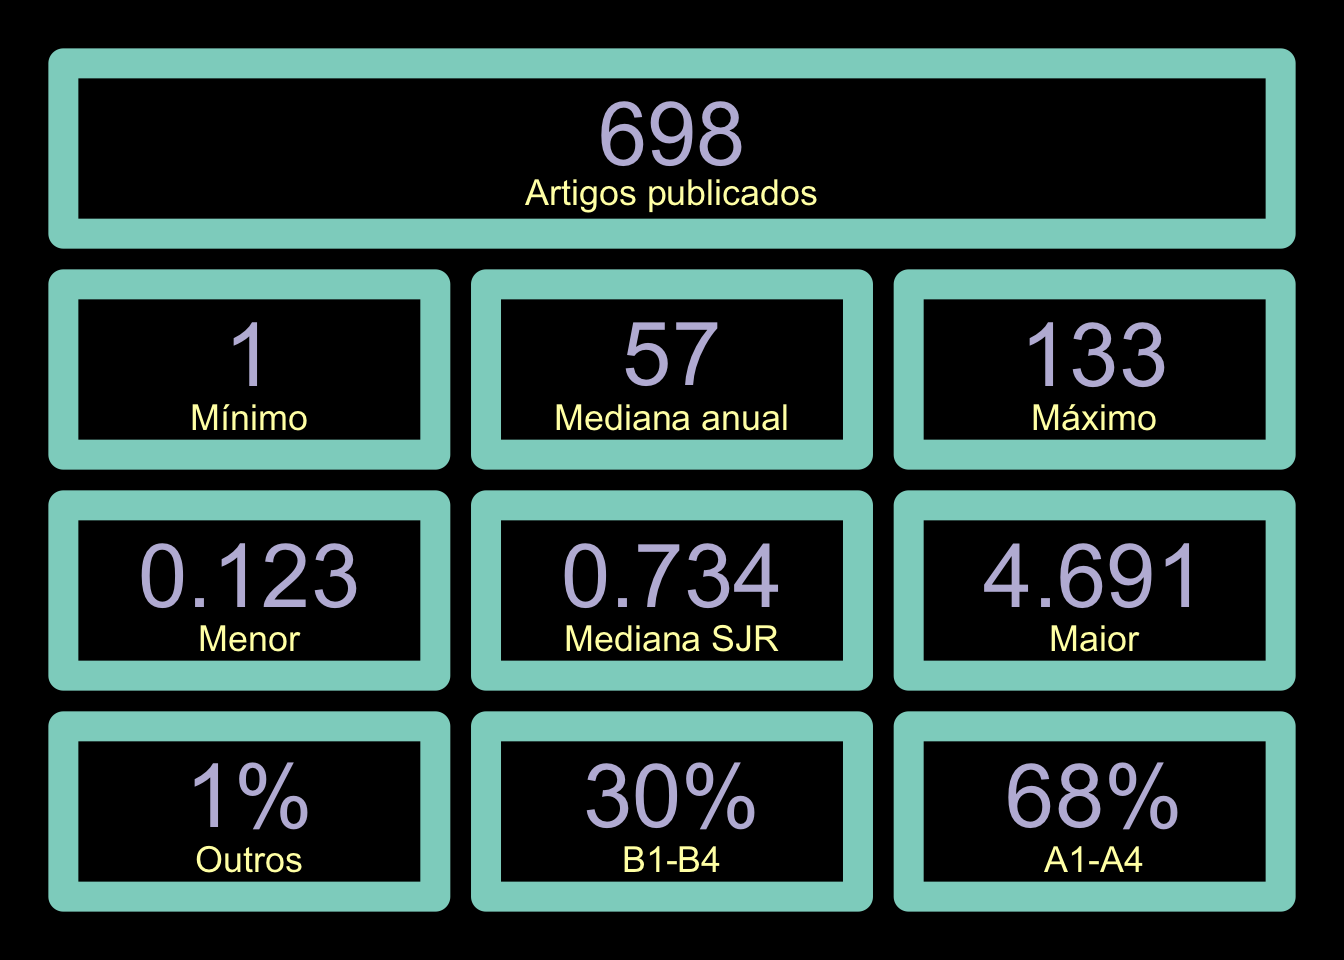 698
Artigos publicados
1
Mínimo
57
Mediana anual
133
Máximo
0.123
Menor
0.734
Mediana SJR
4.691
Maior
1%
Outros
30%
B1-B4
68%
A1-A4